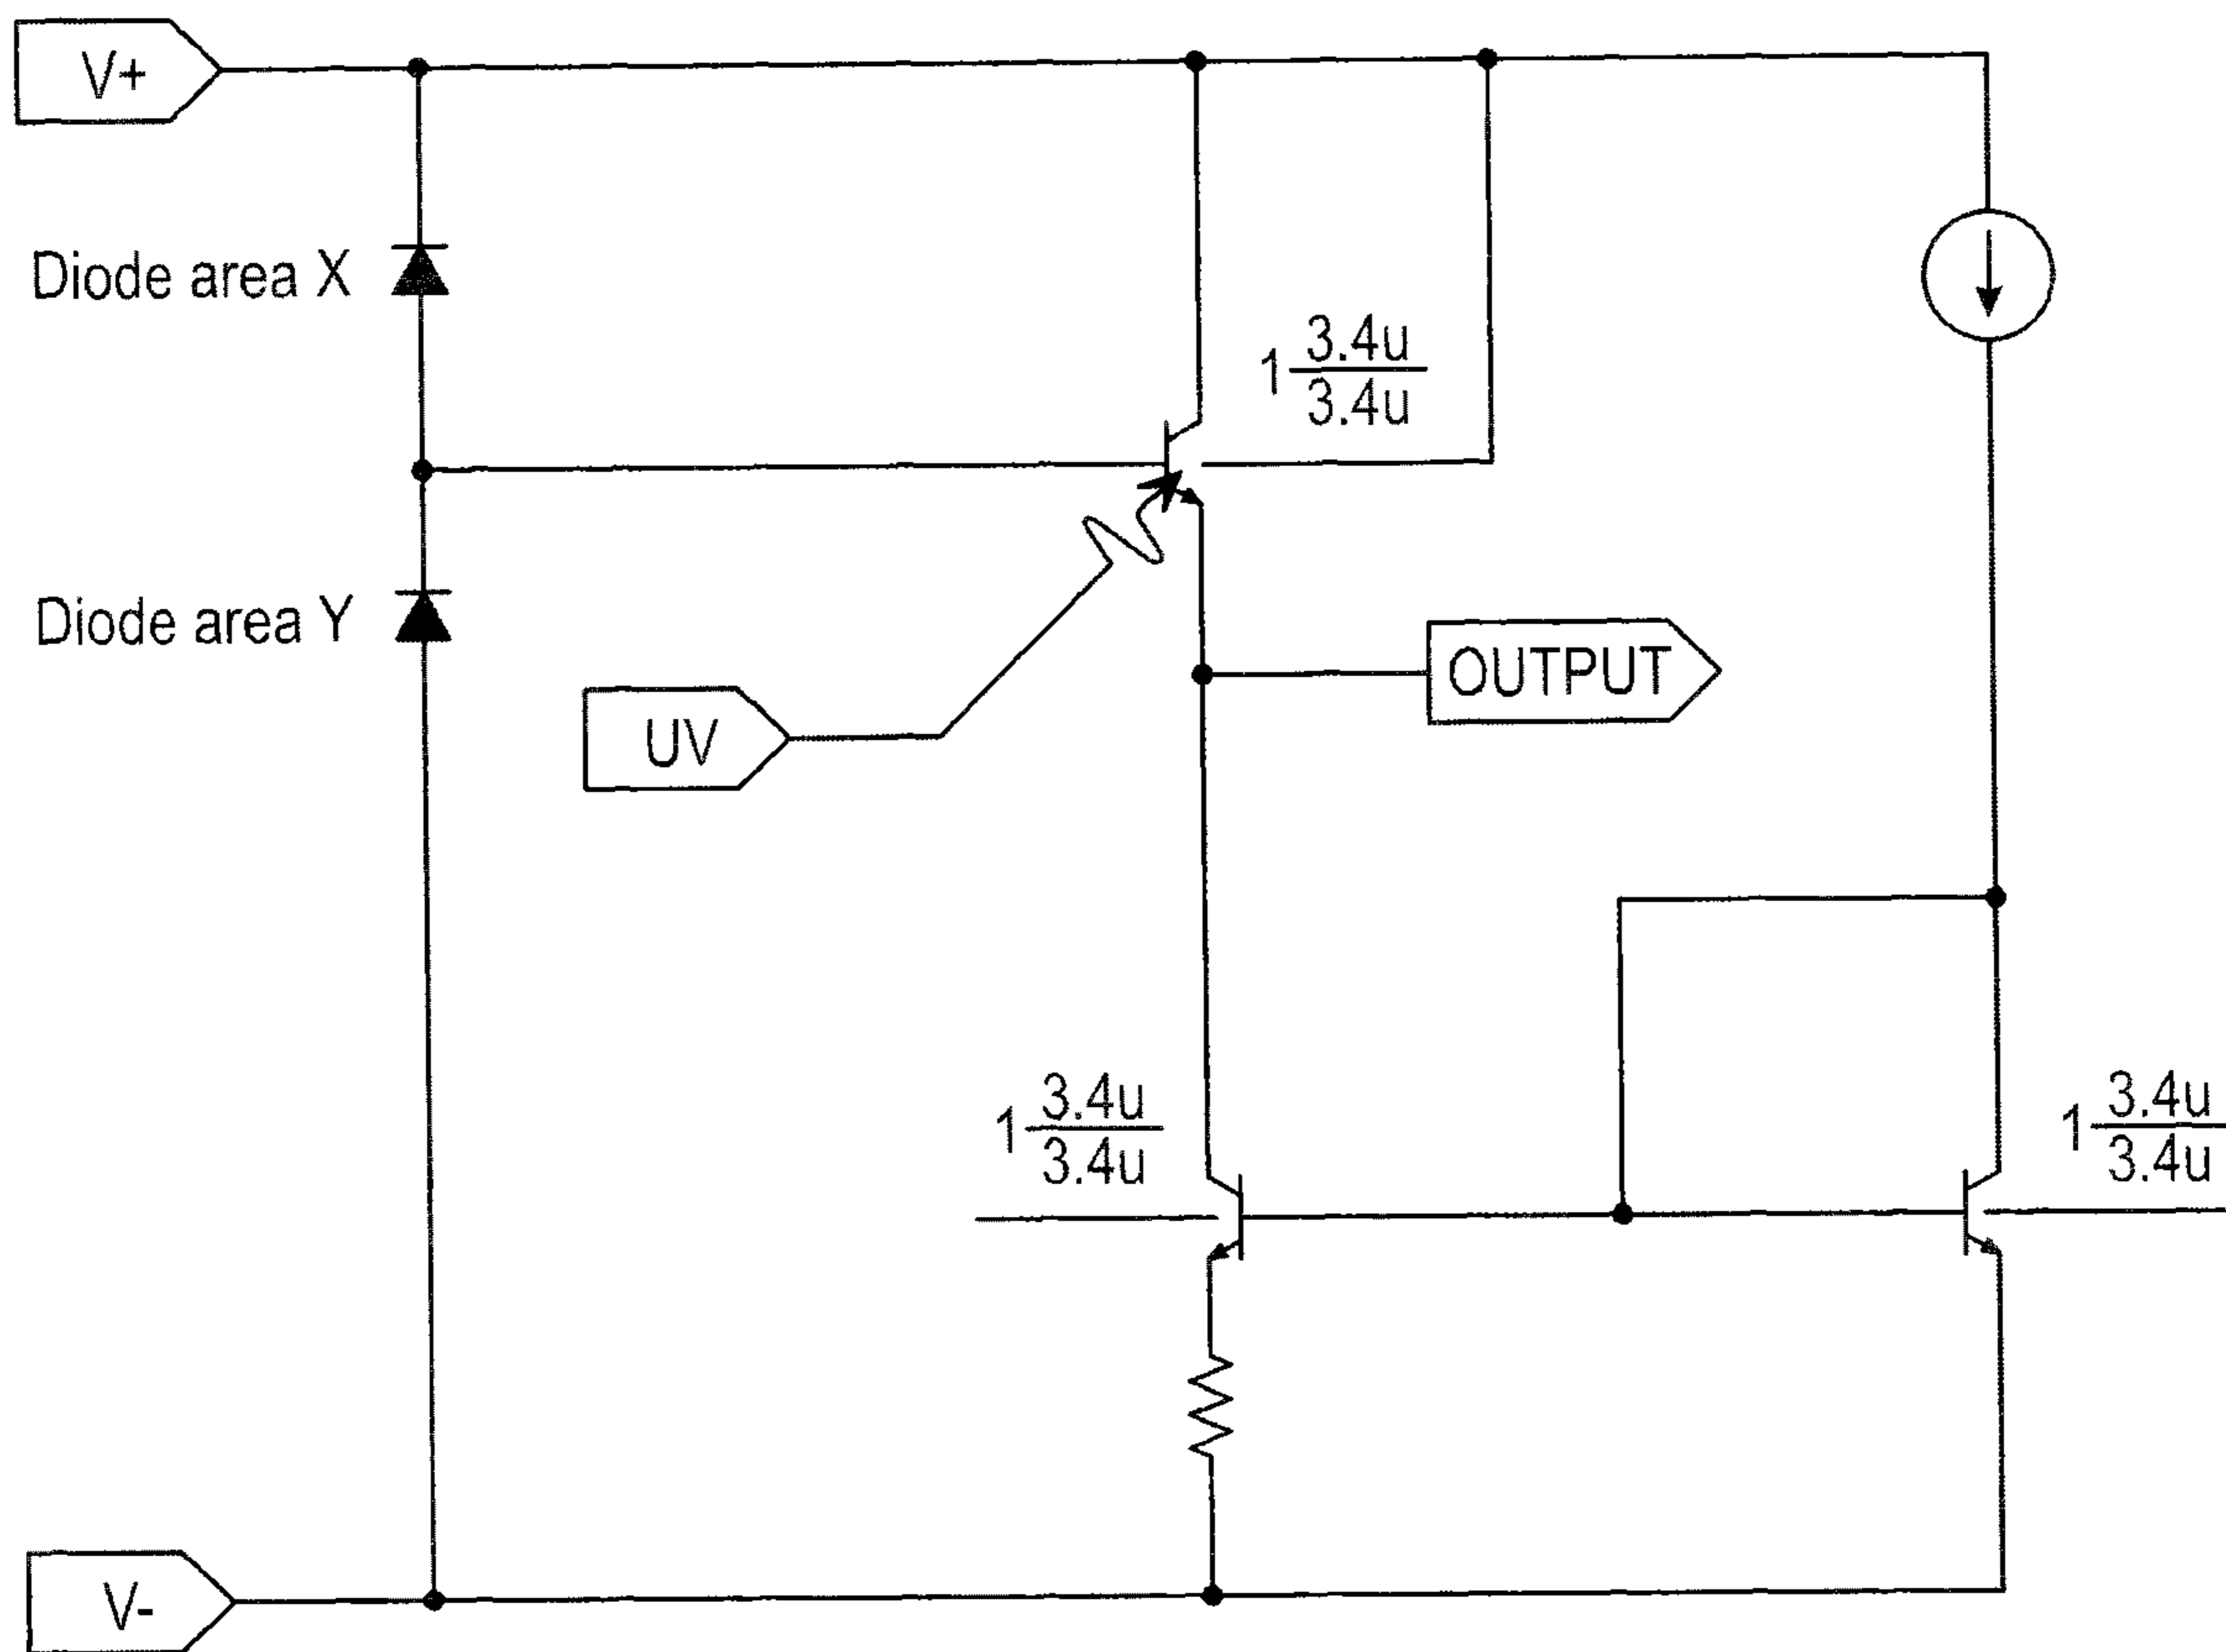 V+
Diode area X
1 3.4u
3.4u
Diode area Y
OUTPUT
UV
1 3.4u
3.4u
1 3.4u
3.4u
V-